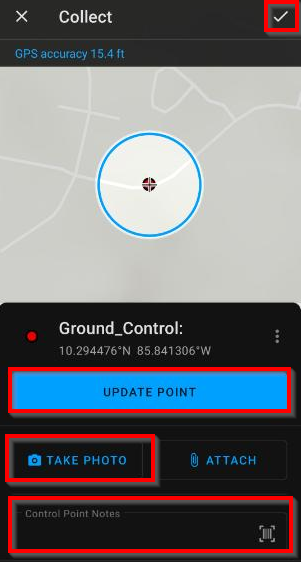 Collect
GPS accuracy 15.4 ft
Ground_Control:
10.294476°N 85.841306°W
UPDATE POINT
TAKE PHOTO
ATTACH
Control Point Notes